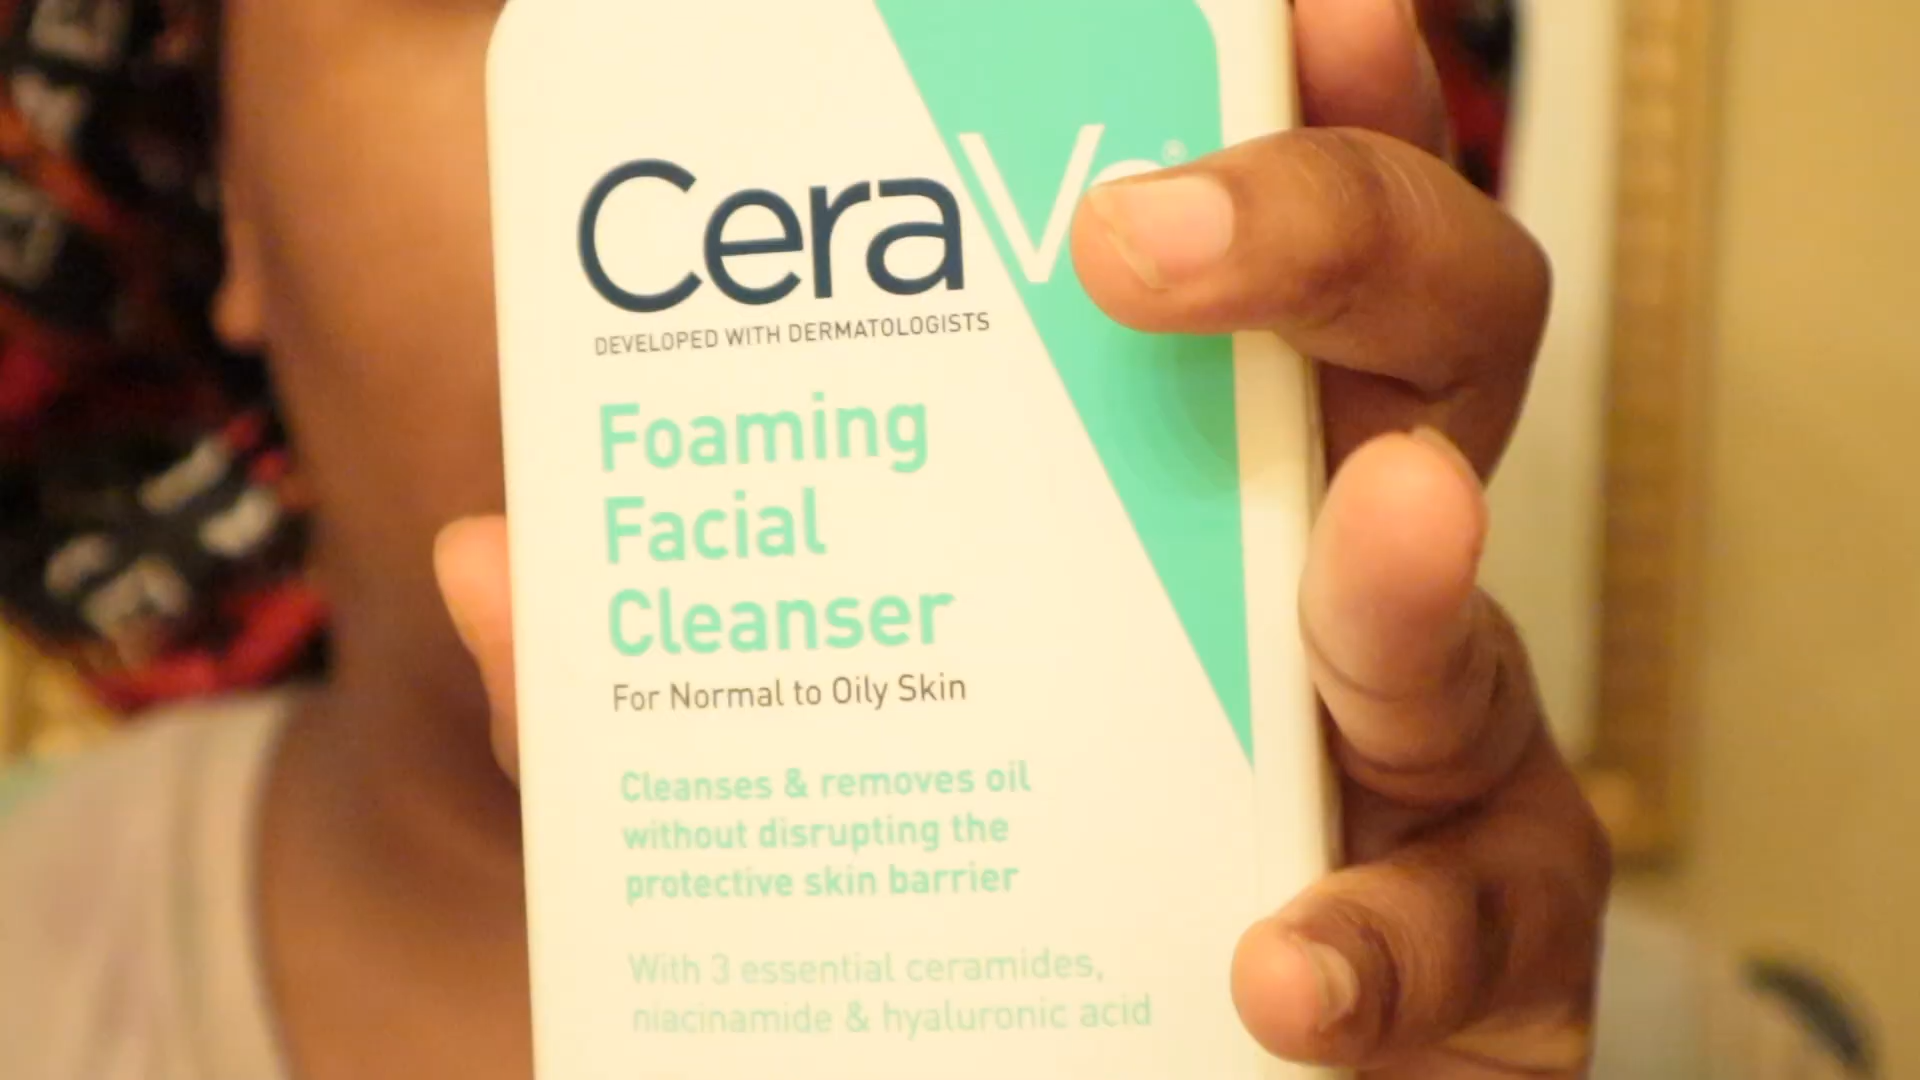 CeraV ®
DEVELOPED WITH DERMATOLOGISTS
Foaming
Facial
Cleanser
For Normal to Oily Skin
Cleanses & removes oil
without disrupting the
protective skin barrier
With 3 essential ceramides,
niacinamide & hyaluronic acid